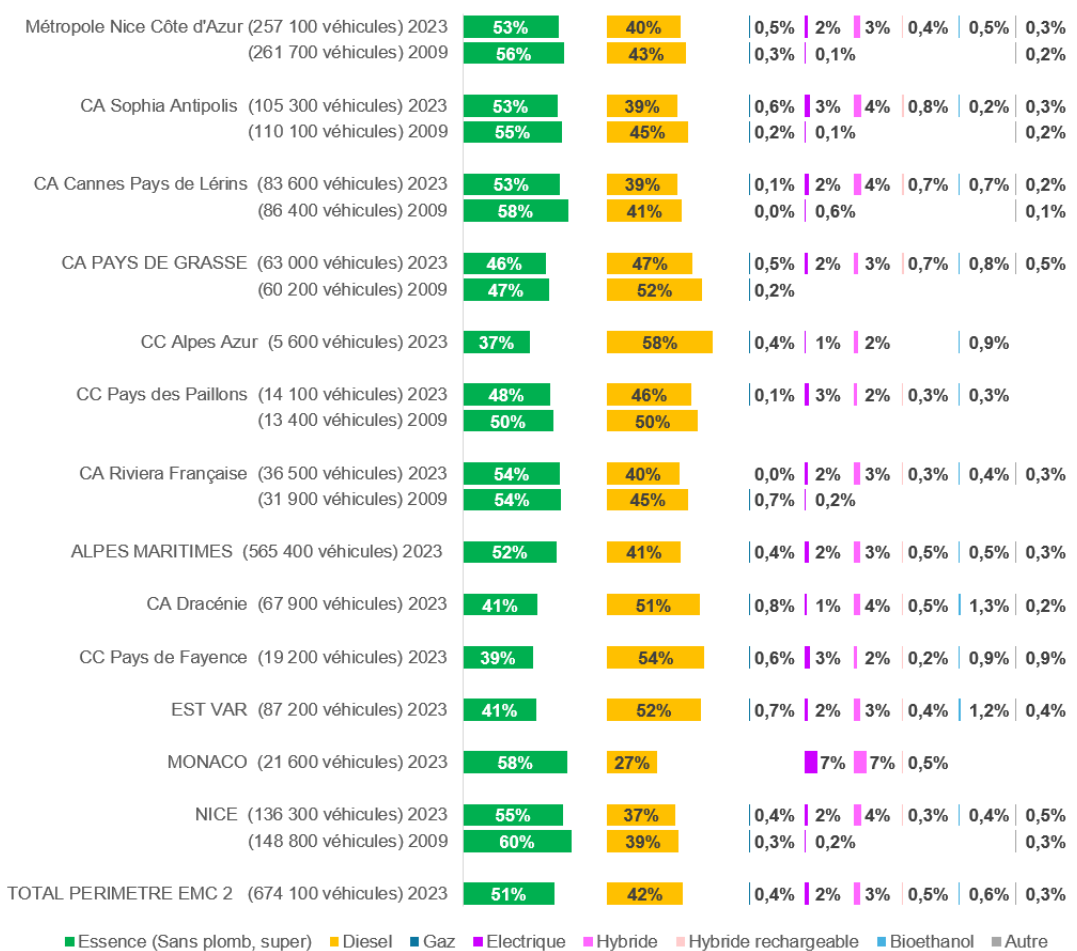 Métropole Nice Côte d'Azur (257 100 véhicules) 2023 53% 40% 0,5% 2% 3% 0,4% 0,5% 0,3%
(261 700 véhicules) 2009 56% 43% 0,3% 0,1% 0,2%
CA Sophia Antipolis (105 300 véhicules) 2023 53% 39% 0,6% 3% 4% 0,8% 0,2% 0,3%
(110 100 véhicules) 2009 55% 45% 0,2% 0,1% 0,2%
CA Cannes Pays de Lérins (83 600 véhicules) 2023 53% 39% 0,1% 2% 4% 0,7% 0,7% 0,2%
(86 400 véhicules) 2009 58% 41% 0,0% 0,6% 0,1%
CA PAYS DE GRASSE (63 000 véhicules) 2023 46% 47% 0,5% 2% 3% 0,7% 0,8% 0,5%
(60 200 véhicules) 2009 47% 52% 0,2%
CC Alpes Azur (5 600 véhicules) 2023 37% 58% 0,4% 1% 2% 0,9%
CC Pays des Paillons (14 100 véhicules) 2023 48% 46% 0,1% 3% 2% 0,3% 0,3%
(13 400 véhicules) 2009 50% 50%
CA Riviera Française (36 500 véhicules) 2023 54% 40% 0,0% 2% 3% 0,3% 0,4% 0,3%
(31 900 véhicules) 2009 54% 45% 0,7% 0,2%
ALPES MARITIMES (565 400 véhicules) 2023 52% 41% 0,4% 2% 3% 0,5% 0,5% 0,3%
CA Dracénie (67 900 véhicules) 2023 41% 51% 0,8% 1% 4% 0,5% 1,3% 0,2%
CC Pays de Fayence (19 200 véhicules) 2023 39% 54% 0,6% 3% 2% 0,2% 0,9% 0,9%
EST VAR (87 200 véhicules) 2023 41% 52% 0,7% 2% 3% 0,4% 1,2% 0,4%
MONACO (21 600 véhicules) 2023 58% 27% 7% 7% 0,5%
NICE (136 300 véhicules) 2023 55% 37% 0,4% 2% 4% 0,3% 0,4% 0,5%
(148 800 véhicules) 2009 60% 39% 0,3% 0,2% 0,3%
TOTAL PERIMETRE EMC 2 (674 100 véhicules) 2023 51% 42% 0,4% 2% 3% 0,5% 0,6% 0,3%
Essence (Sans plomb, super) Diesel Gaz Electrique Hybride Hybride rechargeable Bioethanol Autre